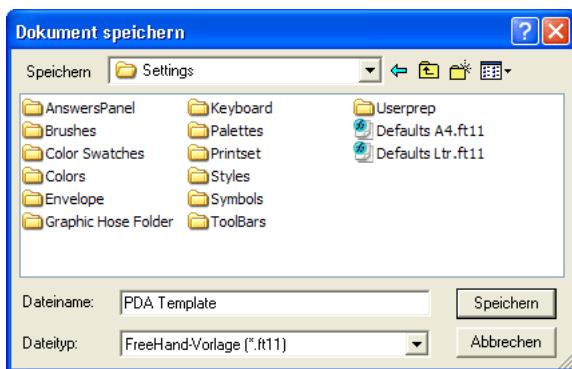 Dokument speichern
Speichern Settings
AnswersPanel
Brushes
Color Swatches
Colors
Envelope
Graphic Hose Folder
Keyboard
Palettes
Printset
Styles
Symbols
ToolBars
Userprep
Defaults A4.ft11
Defaults Ltr.ft11
Dateiname: PDA Template Speichern
Dateityp: FreeHand-Vorlage (*.ft11) Abbrechen